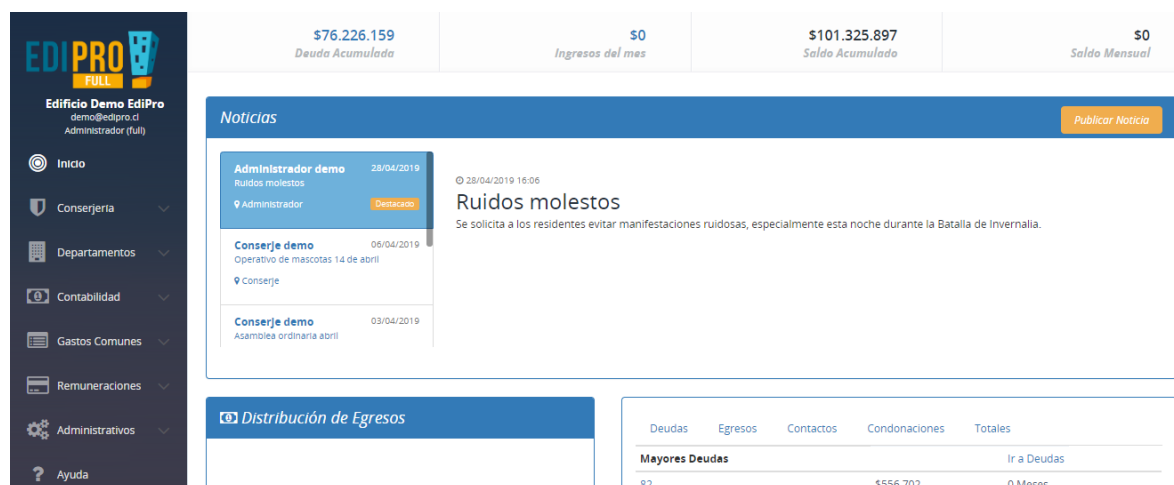 $76.226.159
Deuda Acumulada
$0
Ingresos del mes
$101.325.897
Saldo Acumulado
$0
Saldo Mensual
EDIPRO
FULL
Edificio Demo EdiPro
demo@edipro.cl
Administrador (full)
Inicio
Conserjería
Departamentos
Contabilidad
Gastos Comunes
Remuneraciones
Administrativos
Ayuda
Noticias
Publicar Noticia
Administrador demo 28/04/2019
Ruidos molestos
Administrador Destacado
Conserje demo 06/04/2019
Operativo de mascotas 14 de abril
Conserje
Conserje demo 03/04/2019
Asamblea ordinaria abril
28/04/2019 16:06
Ruidos molestos
Se solicita a los residentes evitar manifestaciones ruidosas, especialmente esta noche durante la Batalla de Invernalia.
Distribución de Egresos
Deudas Egresos Contactos Condonaciones Totales
Mayores Deudas Ir a Deudas
82 $556.702 0 Meses